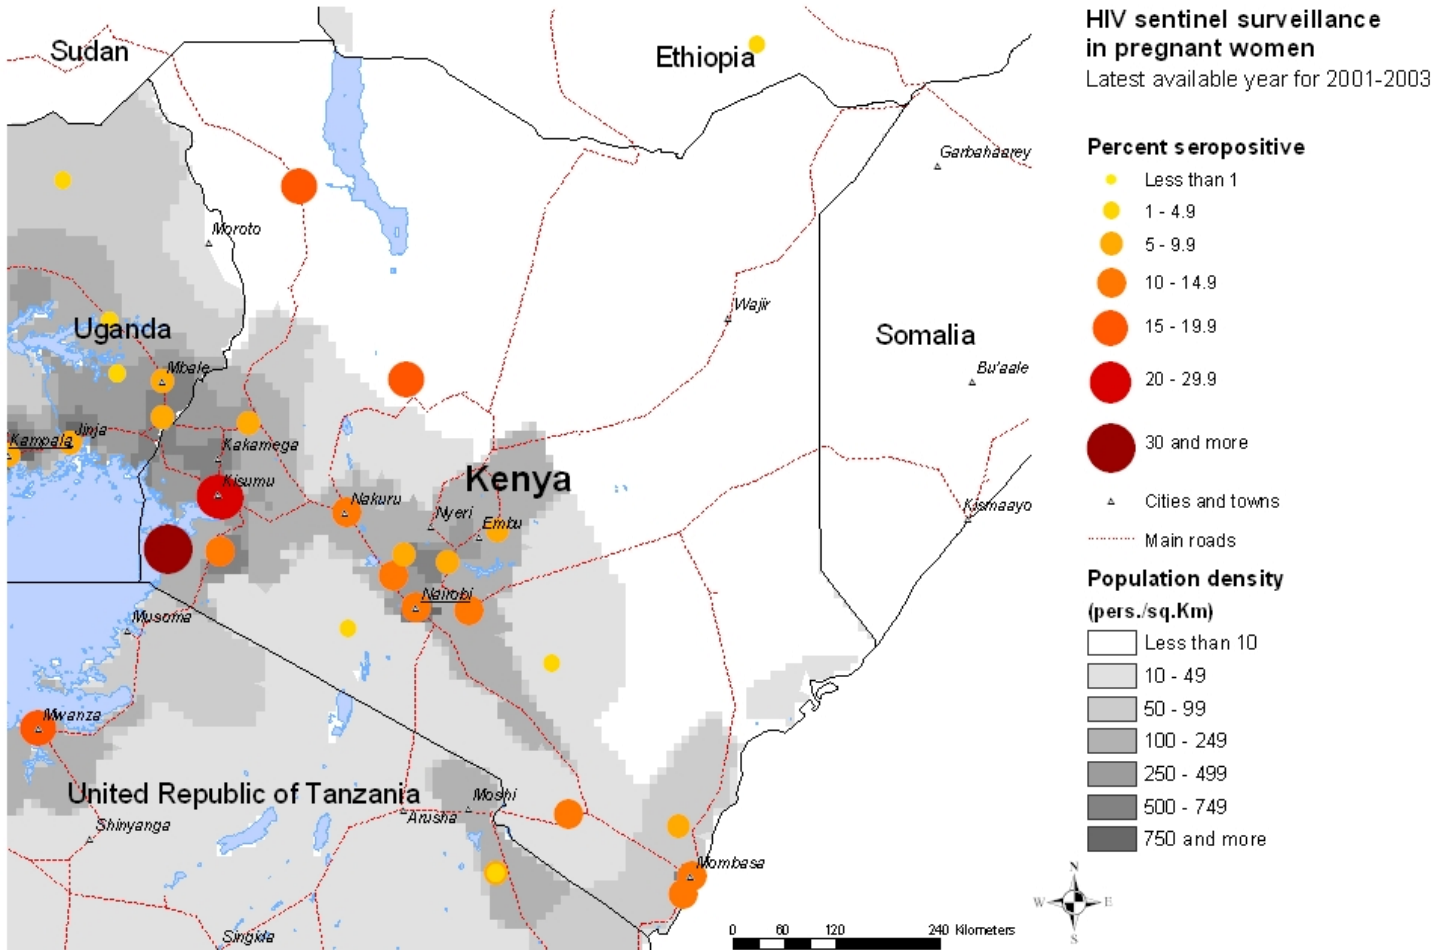 HIV sentinel surveillance
in pregnant women
Latest available year for 2001-2003
Percent seropositive
Less than 1
1 - 4.9
5 - 9.9
10 - 14.9
15 - 19.9
20 - 29.9
30 and more
Cities and towns
Main roads
Population density
(pers./sq.Km)
Less than 10
10 - 49
50 - 99
100 - 249
250 - 499
500 - 749
750 and more
N
W
E
S
0 60 120 240 Kilometers
Sudan
Ethiopia
Garbahaarey
Moroto
Wajir
Uganda
Somalia
Mbale
Bu'aale
Jinja
Kampala
Kakamega
Kenya
Kisumu
Nakuru
Nyeri
Embu
Kismaayo
Nairobi
Musoma
Mwanza
United Republic of Tanzania
Moshi
Arusha
Shinyanga
Mombasa
Singida